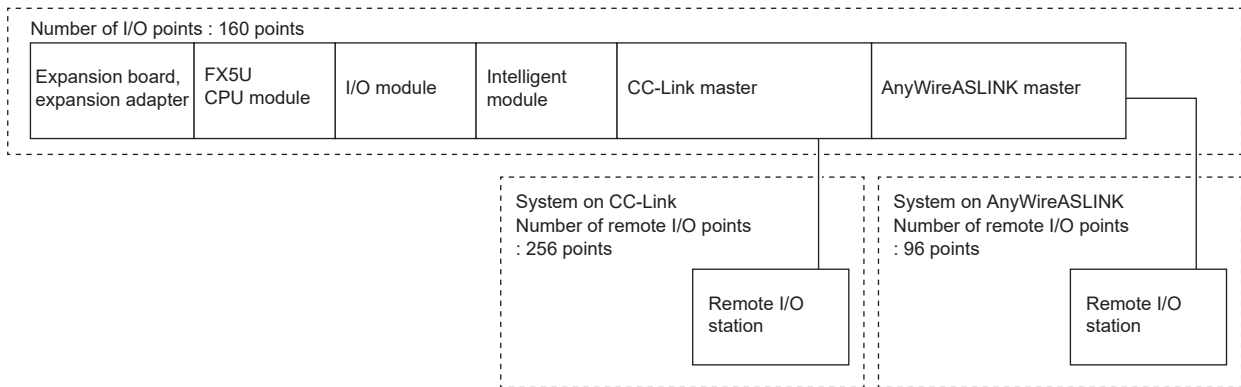 Number of I/O points : 160 points
Expansion board,
expansion adapter
FX5U
CPU module
I/O module
Intelligent
module
CC-Link master
AnyWireASLINK master
System on CC-Link
Number of remote I/O points
: 256 points
Remote I/O
station
System on AnyWireASLINK
Number of remote I/O points
: 96 points
Remote I/O
station